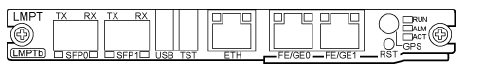 LMPT TX RX TX RX RUN
ALM
ACT
LMPTb SFP0 SFP1 USB TST ETH FE/GE0 FE/GE1 RST GPS